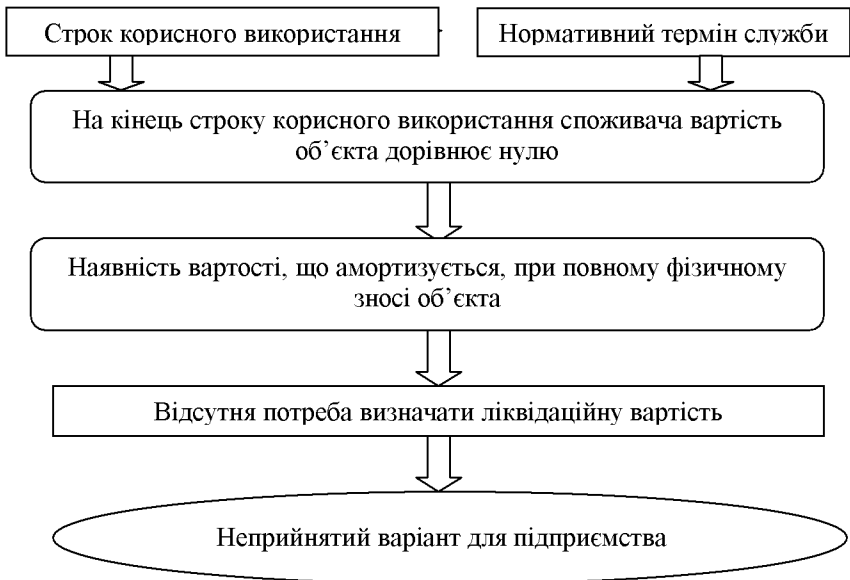 Строк корисного використання
Нормативний термін служби
На кінець строку корисного використання споживача вартість
об’єкта дорівнює нулю
Наявність вартості, що амортизується, при повному фізичному
зносі об’єкта
Відсутня потреба визначати ліквідаційну вартість
Неприйнятий варіант для підприємства